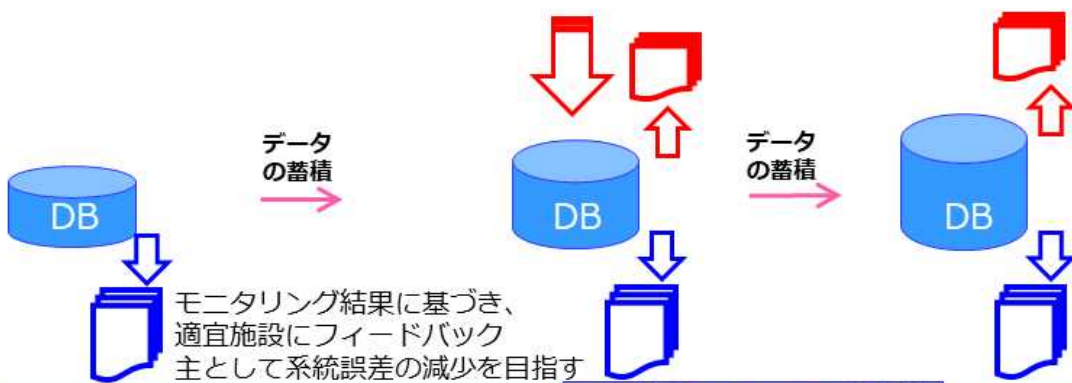 データ
の蓄積
データ
の蓄積
DB
DB
DB
モニタリング結果に基づき、
適宜施設にフィードバック
主として系統誤差の減少を目指す